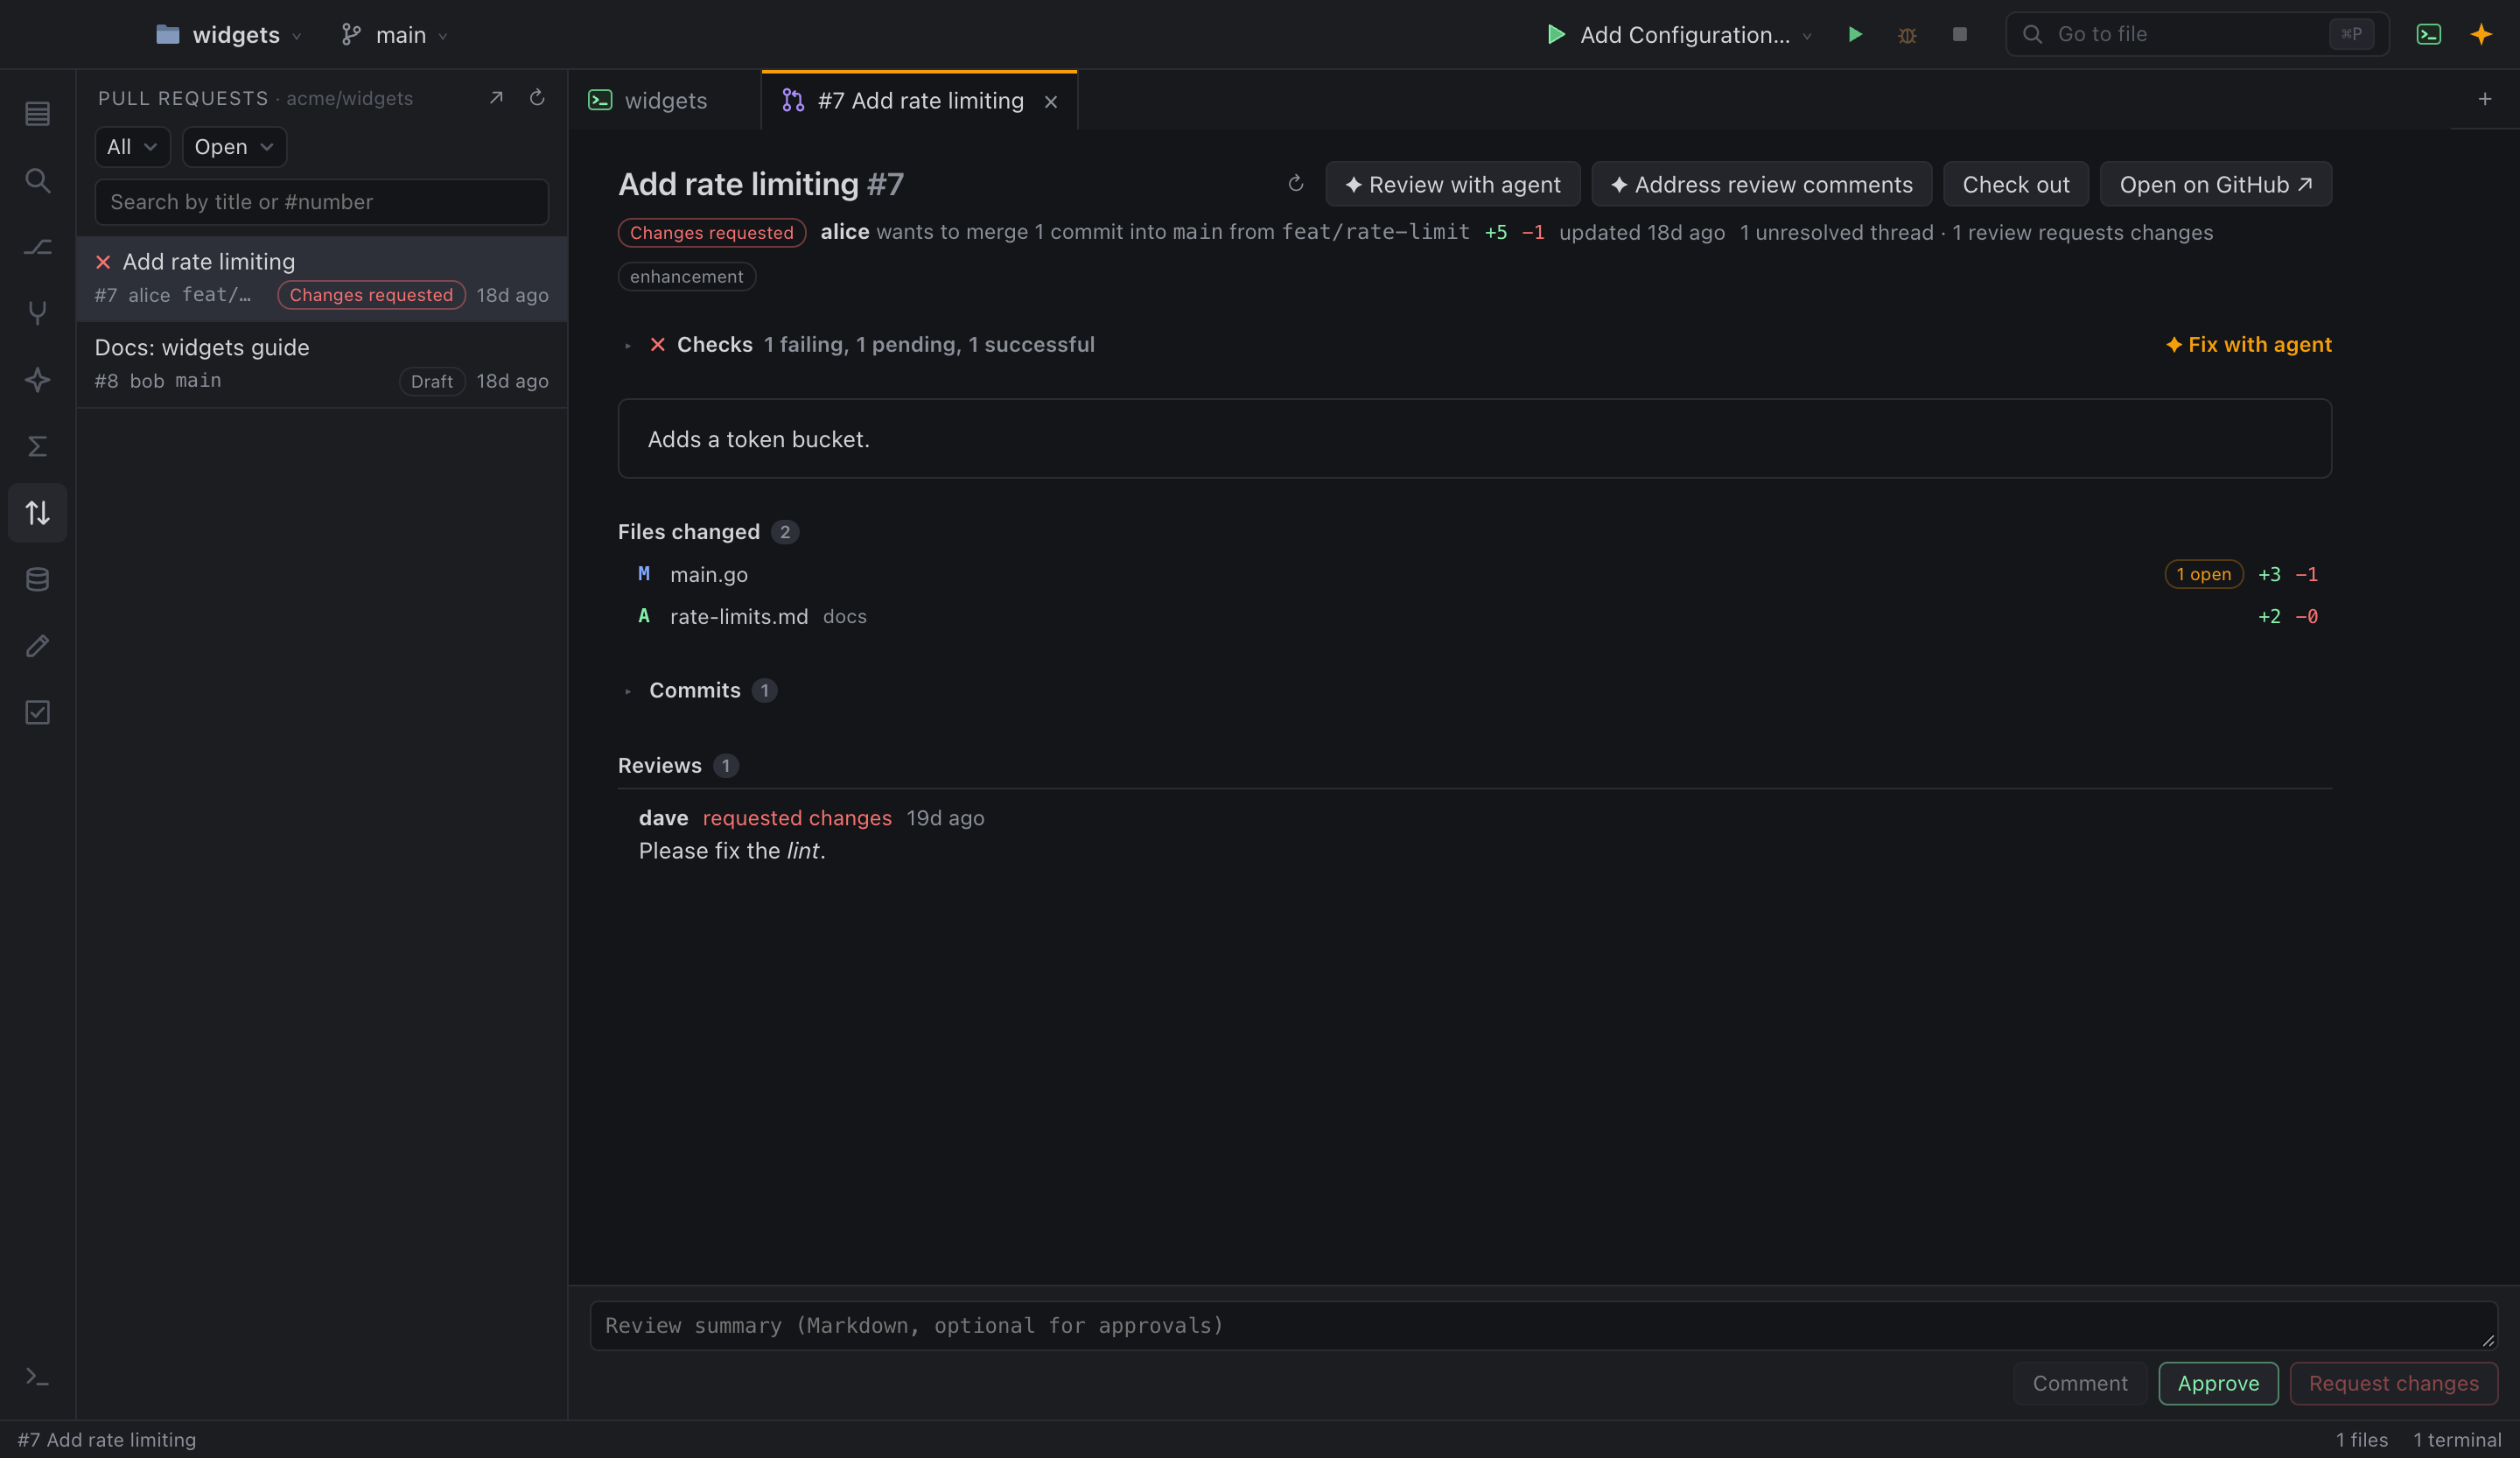 widgets main Add Configuration... Go to file ⌘P
PULL REQUESTS · acme/widgets
All Open
Search by title or #number
Add rate limiting
#7 alice feat/… Changes requested 18d ago
Docs: widgets guide
#8 bob main Draft 18d ago
widgets #7 Add rate limiting
Add rate limiting #7 Review with agent Address review comments Check out Open on GitHub
Changes requested alice wants to merge 1 commit into main from feat/rate-limit +5 −1 updated 18d ago 1 unresolved thread · 1 review requests changes
enhancement
Checks 1 failing, 1 pending, 1 successful Fix with agent
Adds a token bucket.
Files changed 2
M main.go 1 open +3 −1
A rate-limits.md docs +2 −0
Commits 1
Reviews 1
dave requested changes 19d ago
Please fix the lint.
Review summary (Markdown, optional for approvals)
Comment Approve Request changes
#7 Add rate limiting 1 files 1 terminal